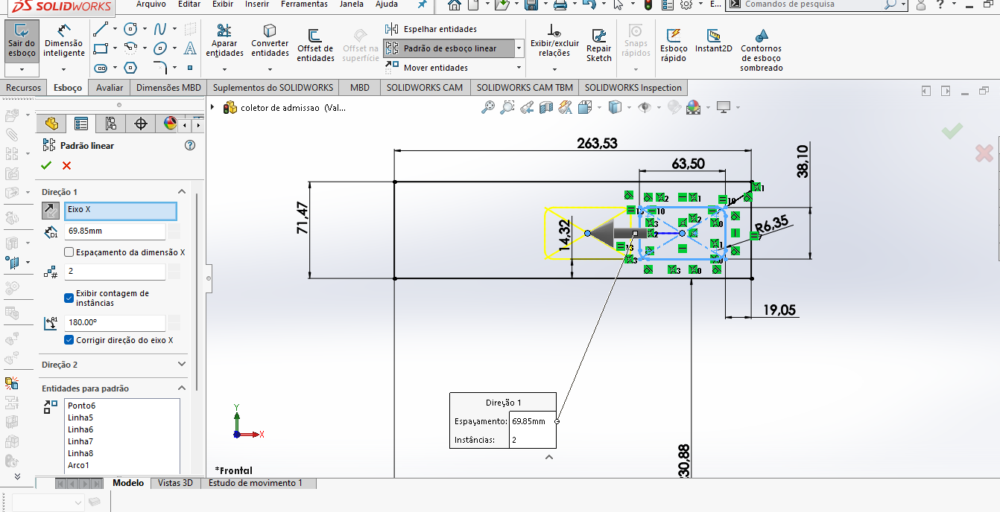 SOLIDWORKS
Arquivo Editar Exibir Inserir Ferramentas Janela Ajuda
E... Comandos de pesquisa
Sair do esboço
Dimensão inteligente
Aparar entidades
Converter entidades
Offset de entidades
Offset na superfície
Espelhar entidades
Padrão de esboço linear
Mover entidades
Exibir/excluir relações
Repair Sketch
Snaps rápidos
Esboço rápido
Instant2D
Contornos de esboço sombreado
Recursos Esboço Avaliar Dimensões MBD Suplementos do SOLIDWORKS MBD SOLIDWORKS CAM SOLIDWORKS CAM TBM SOLIDWORKS Inspection
coletor de admissao (Val...
Padrão linear
Direção 1
Eixo X
D1
69.85mm
Espaçamento da dimensão X
2
Exibir contagem de
instâncias
A1
180.00º
Corrigir direção do eixo X
Direção 2
Entidades para padrão
Ponto6
Linha5
Linha6
Linha7
Linha8
Arco1
263,53
63,50
38,10
71,47
14,32
R6,35
19,05
Direção 1
Espaçamento: 69.85mm
Instâncias: 2
Y
X
*Frontal
Modelo Vistas 3D Estudo de movimento 1